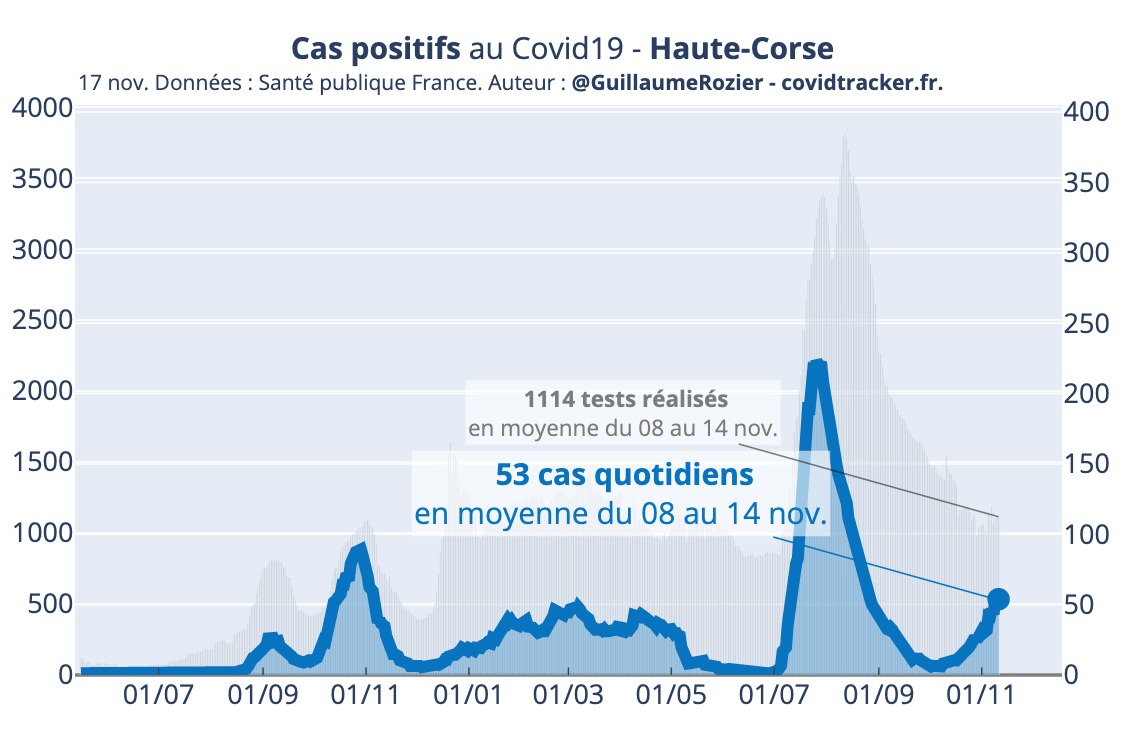 Cas positifs au Covid19 - Haute-Corse
17 nov. Données : Santé publique France. Auteur : @GuillaumeRozier - covidtracker.fr.
4000 400
3500 350
3000 300
2500 250
2000 200
1114 tests réalisés
en moyenne du 08 au 14 nov.
1500 150
53 cas quotidiens
en moyenne du 08 au 14 nov.
1000 100
500 50
0 0
01/07 01/09 01/11 01/01 01/03 01/05 01/07 01/09 01/11